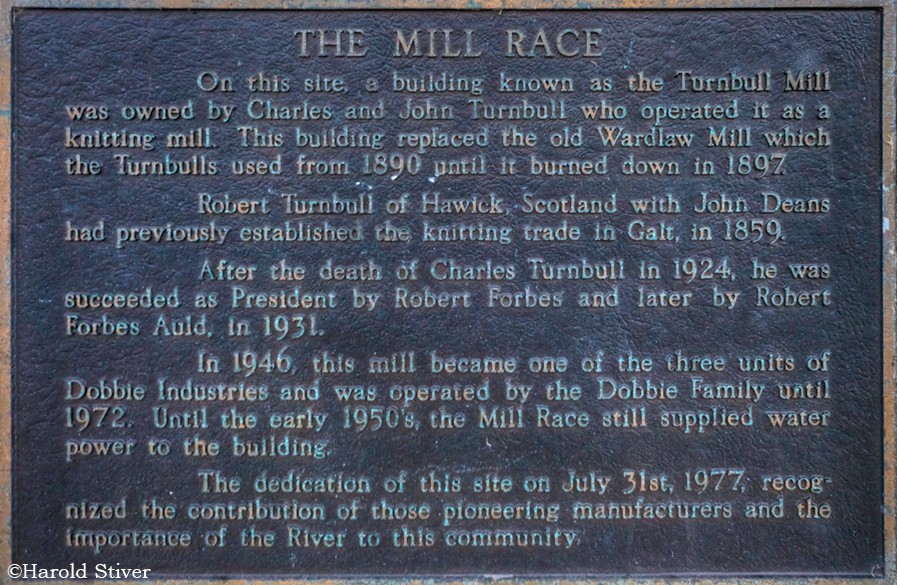 THE MILL RACE
On this site, a building known as the Turnbull Mill
was owned by Charles and John Turnbull who operated it as a
knitting mill. This building replaced the old Wardlaw Mill which
the Turnbulls used from 1890 until it burned down in 1897.
Robert Turnbull of Hawick, Scotland with John Deans
had previously established the knitting trade in Galt, in 1859.
After the death of Charles Turnbull in 1924, he was
succeeded as President by Robert Forbes and later by Robert
Forbes Auld, in 1931.
In 1946, this mill became one of the three units of
Dobbie Industries and was operated by the Dobbie Family until
1972. Until the early 1950's, the Mill Race still supplied water
power to the building.
The dedication of this site on July 31st, 1977, recog-
nized the contribution of those pioneering manufacturers and the
importance of the River to this community.
©Harold Stiver